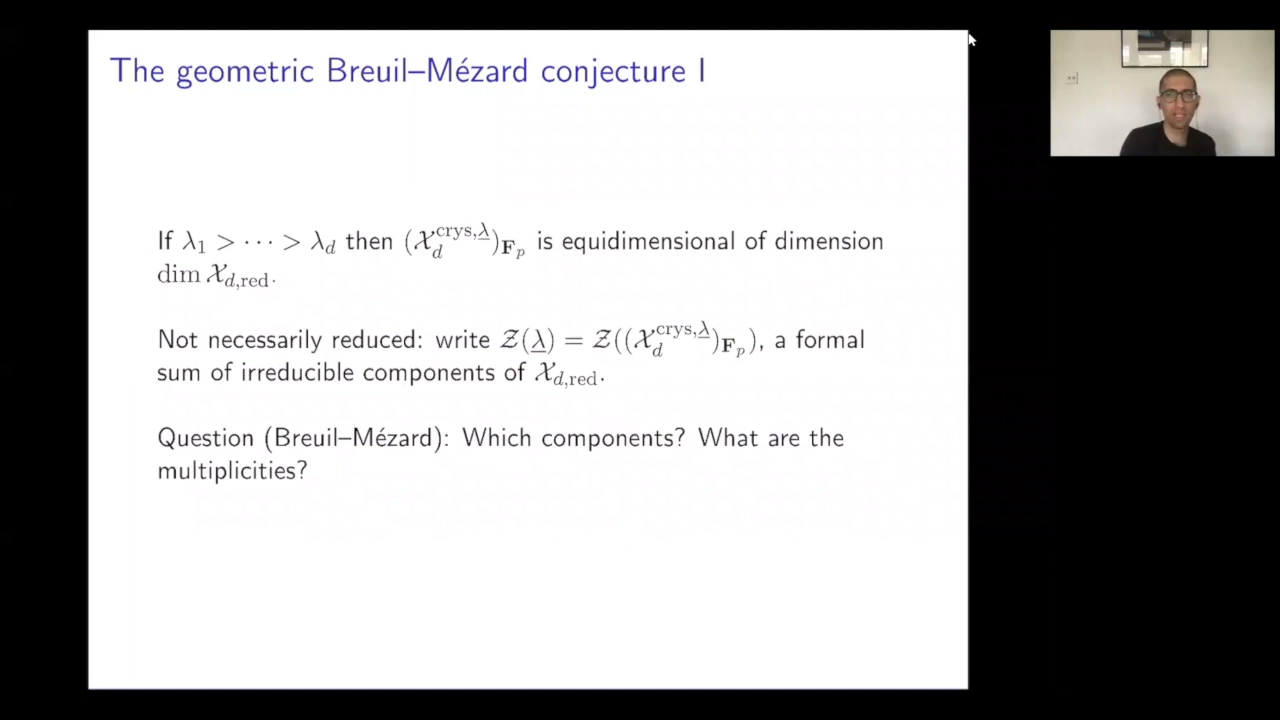 The geometric Breuil–Mézard conjecture I
If λ₁ > ⋯ > λ_d then (𝒳_d^{crys,λ̲})_{𝐅_p} is equidimensional of dimension
dim 𝒳_{d,red}.
Not necessarily reduced: write 𝒵(λ̲) = 𝒵((𝒳_d^{crys,λ̲})_{𝐅_p}), a formal
sum of irreducible components of 𝒳_{d,red}.
Question (Breuil–Mézard): Which components? What are the
multiplicities?